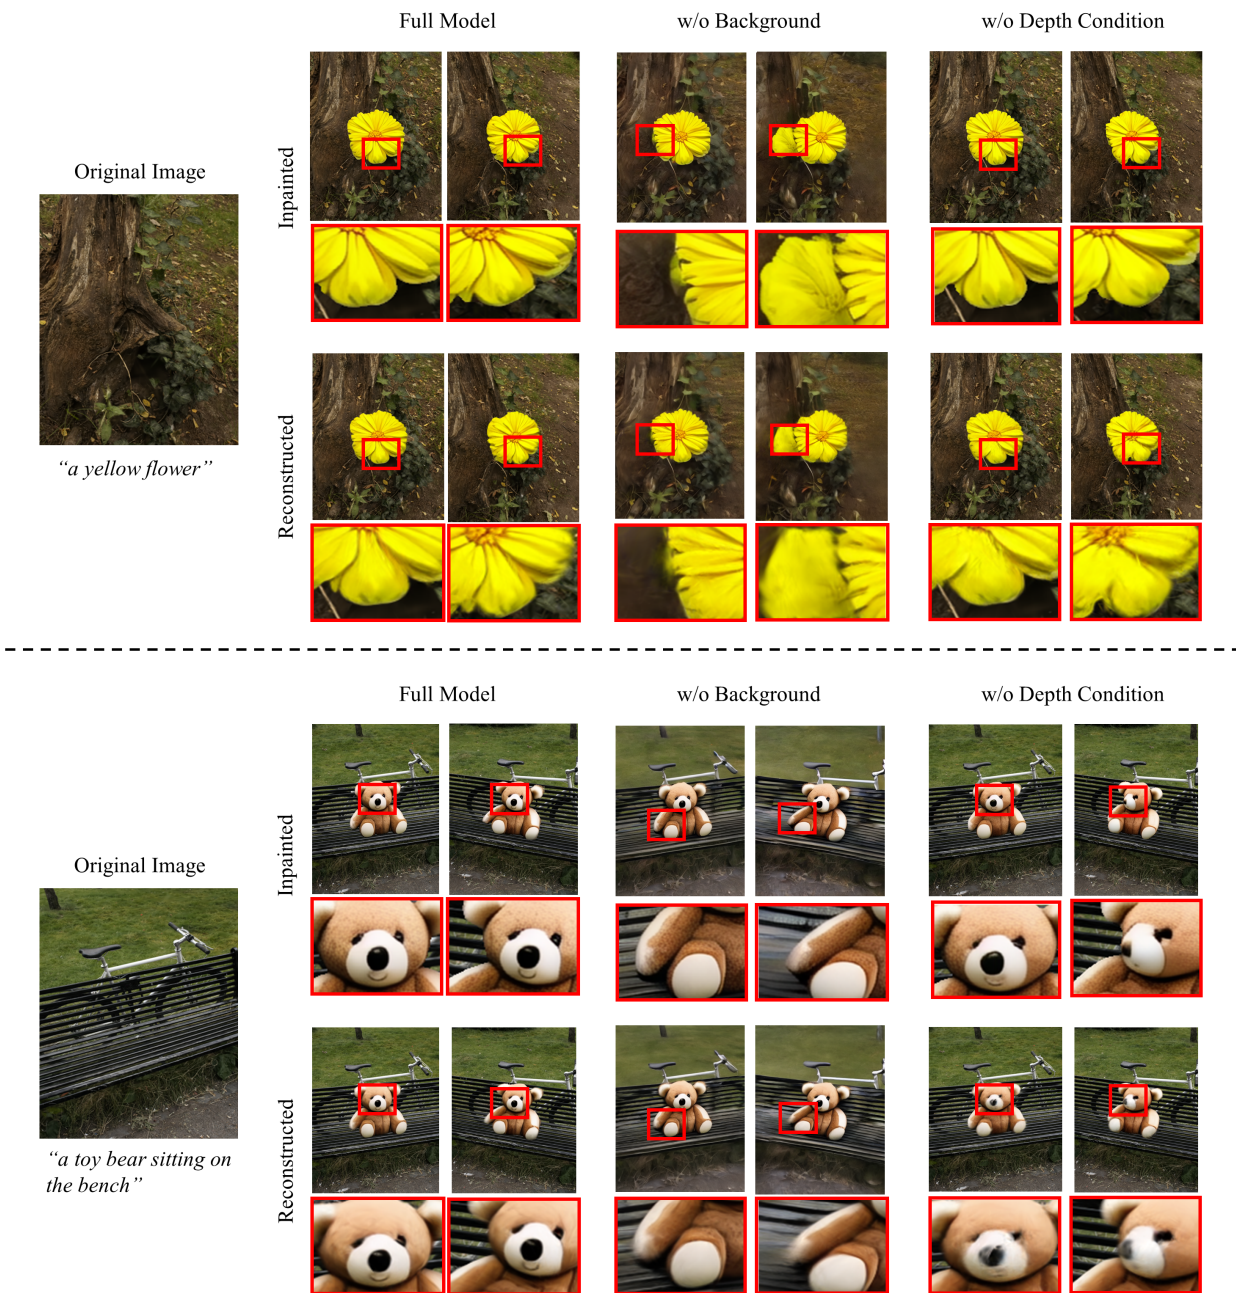 Full Model
w/o Background
w/o Depth Condition
Original Image
Inpainted
"a yellow flower"
Reconstructed
Full Model
w/o Background
w/o Depth Condition
Inpainted
Original Image
"a toy bear sitting on
the bench"
Reconstructed